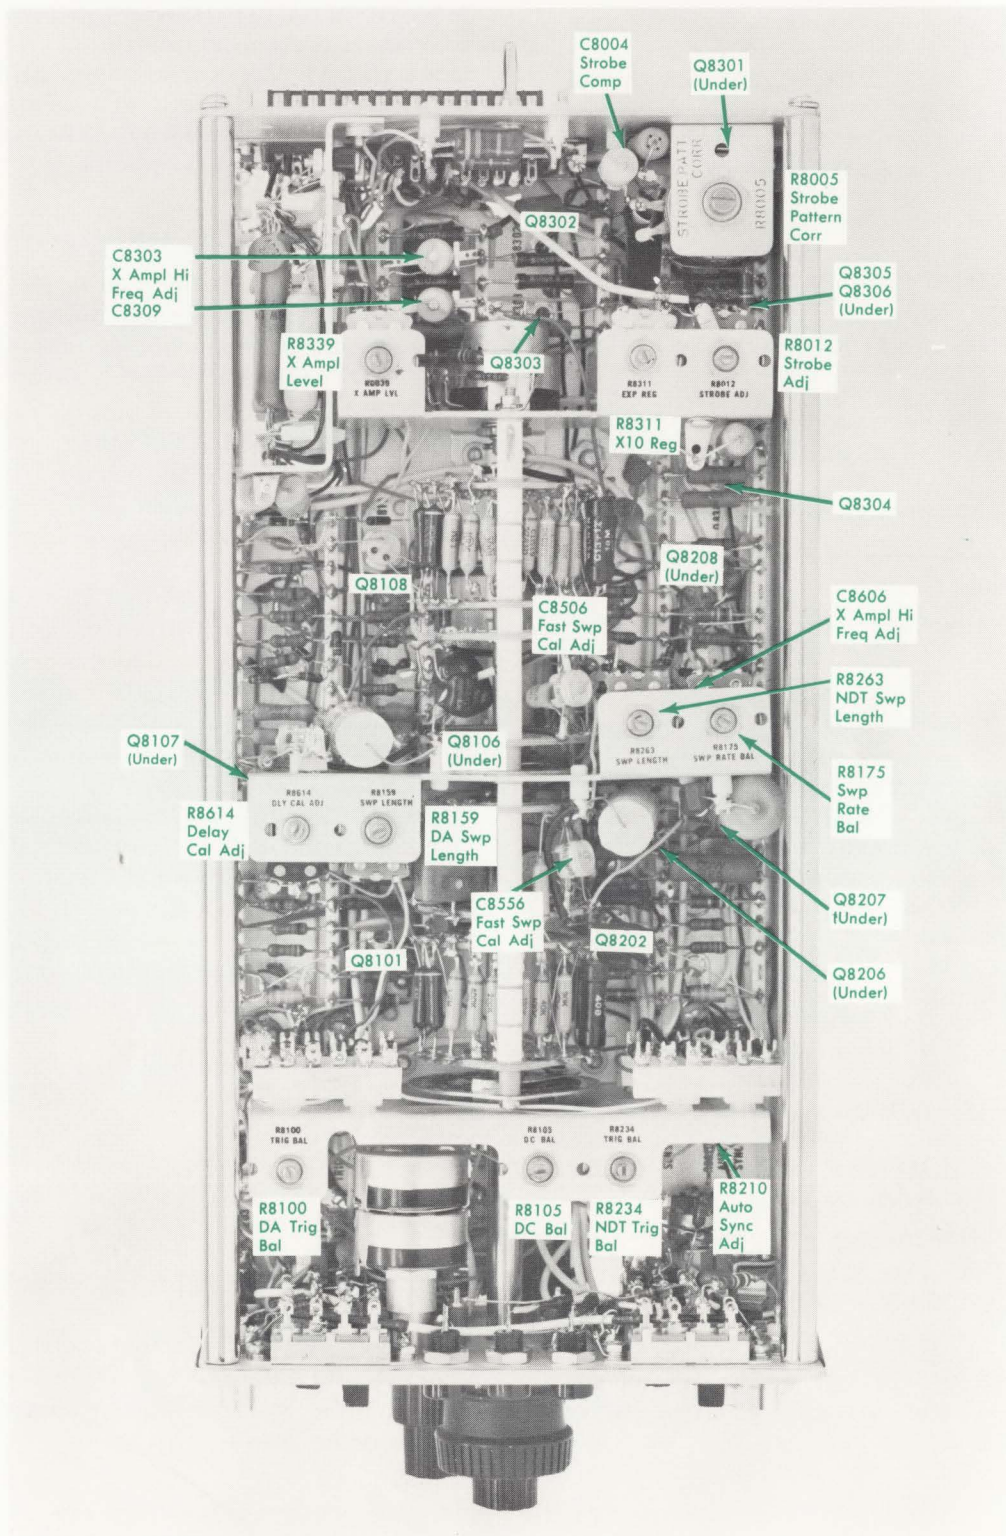 C8004
Strobe
Comp
Q8301
(Under)
STROBE PATT
CORR
R8005
R8005
Strobe
Pattern
Corr
Q8302
C8303
X Ampl Hi
Freq Adj
C8309
Q8305
Q8306
(Under)
R8339
X Ampl
Level
R8339
X AMP LVL
Q8303
R8311
EXP REG
R8012
STROBE ADJ
R8012
Strobe
Adj
R8311
X10 Reg
Q8304
Q8108
Q8208
(Under)
C8506
Fast Swp
Cal Adj
C8606
X Ampl Hi
Freq Adj
R8263
NDT Swp
Length
R8263
SWP LENGTH
R8175
SWP RATE BAL
Q8107
(Under)
Q8106
(Under)
R8175
Swp
Rate
Bal
R8614
DLY CAL ADJ
R8159
SWP LENGTH
R8614
Delay
Cal Adj
R8159
DA Swp
Length
C8556
Fast Swp
Cal Adj
Q8207
(Under)
Q8101
Q8202
Q8206
(Under)
R8100
TRIG BAL
R8105
DC BAL
R8234
TRIG BAL
R8100
DA Trig
Bal
R8105
DC Bal
R8234
NDT Trig
Bal
R8210
Auto
Sync
Adj